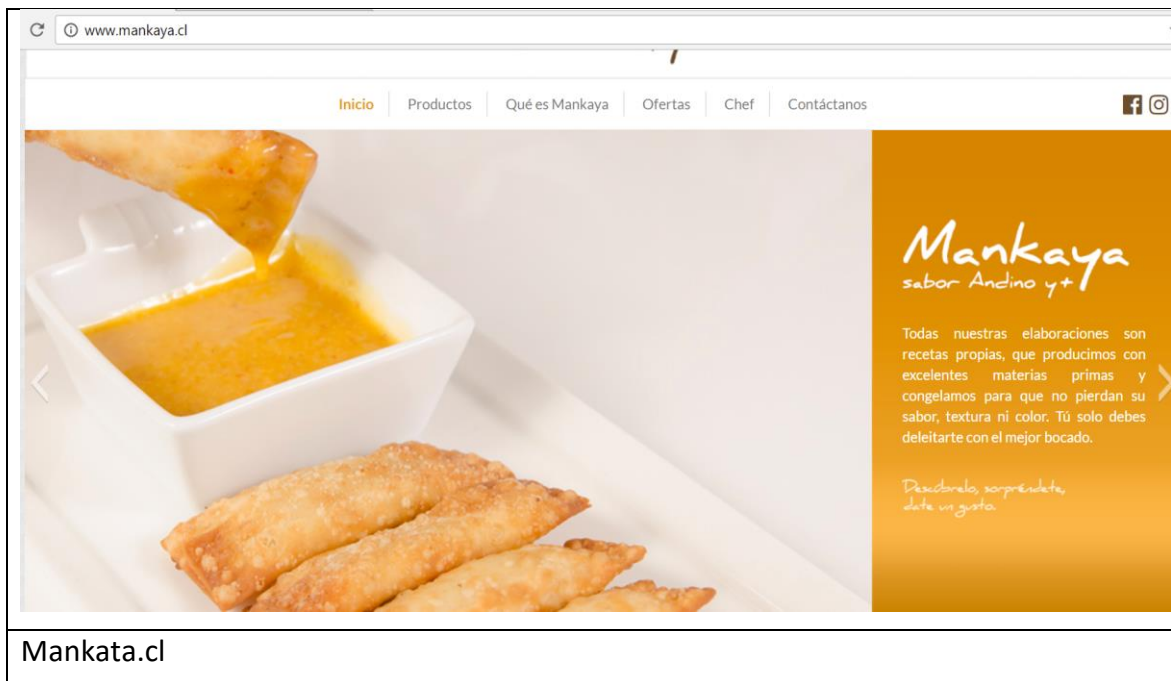 www.mankaya.cl
Inicio Productos Qué es Mankaya Ofertas Chef Contáctanos
Mankaya
sabor Andino y+
Todas nuestras elaboraciones son
recetas propias, que producimos con
excelentes materias primas y
congelamos para que no pierdan su
sabor, textura ni color. Tú solo debes
deleitarte con el mejor bocado.
Descúbrelo, sorpréndete,
date un gusto.
Mankata.cl